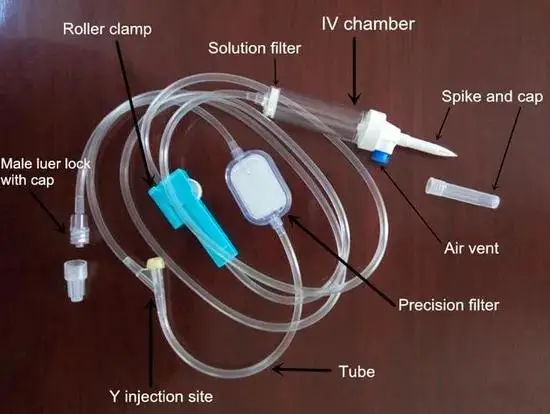 Roller clamp
IV chamber
Solution filter
Spike and cap
Male luer lock
with cap
Air vent
Precision filter
Tube
Y injection site